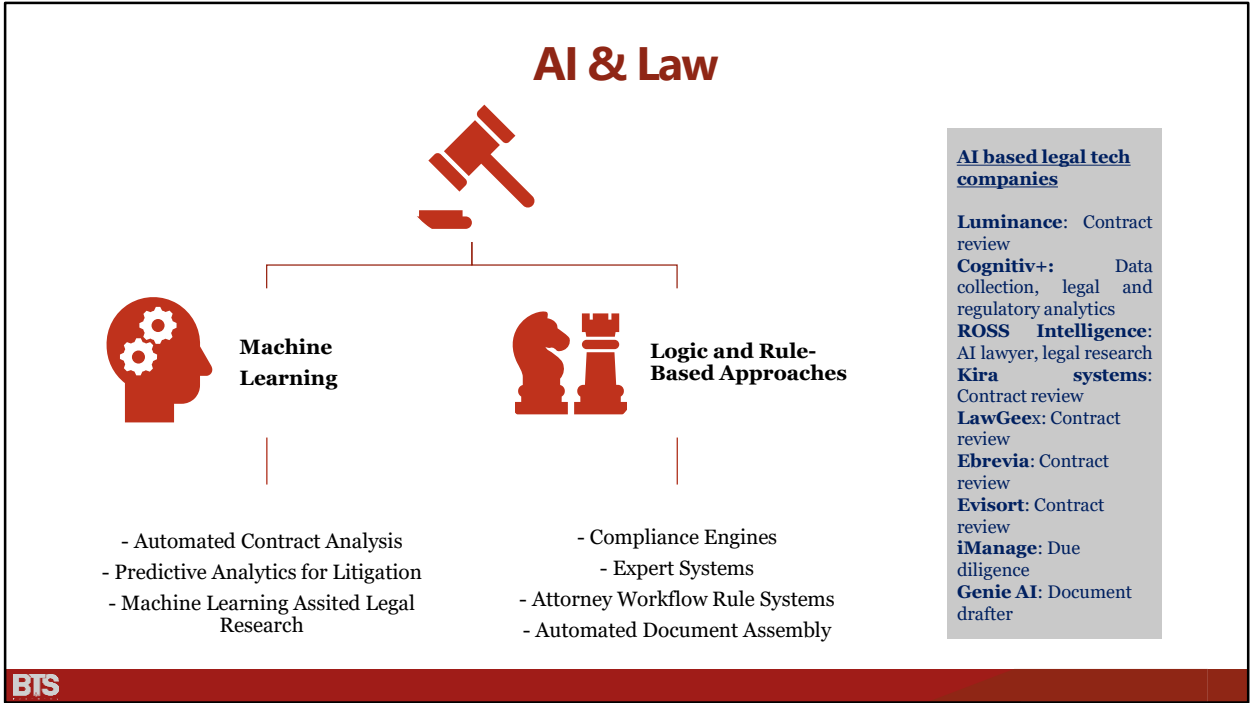 AI & Law
Machine
Learning
Logic and Rule-
Based Approaches
- Automated Contract Analysis
- Predictive Analytics for Litigation
- Machine Learning Assited Legal
Research
- Compliance Engines
- Expert Systems
- Attorney Workflow Rule Systems
- Automated Document Assembly
AI based legal tech
companies
Luminance: Contract
review
Cognitiv+: Data
collection, legal and
regulatory analytics
ROSS Intelligence:
AI lawyer, legal research
Kira systems:
Contract review
LawGeex: Contract
review
Ebrevia: Contract
review
Evisort: Contract
review
iManage: Due
diligence
Genie AI: Document
drafter
BTS